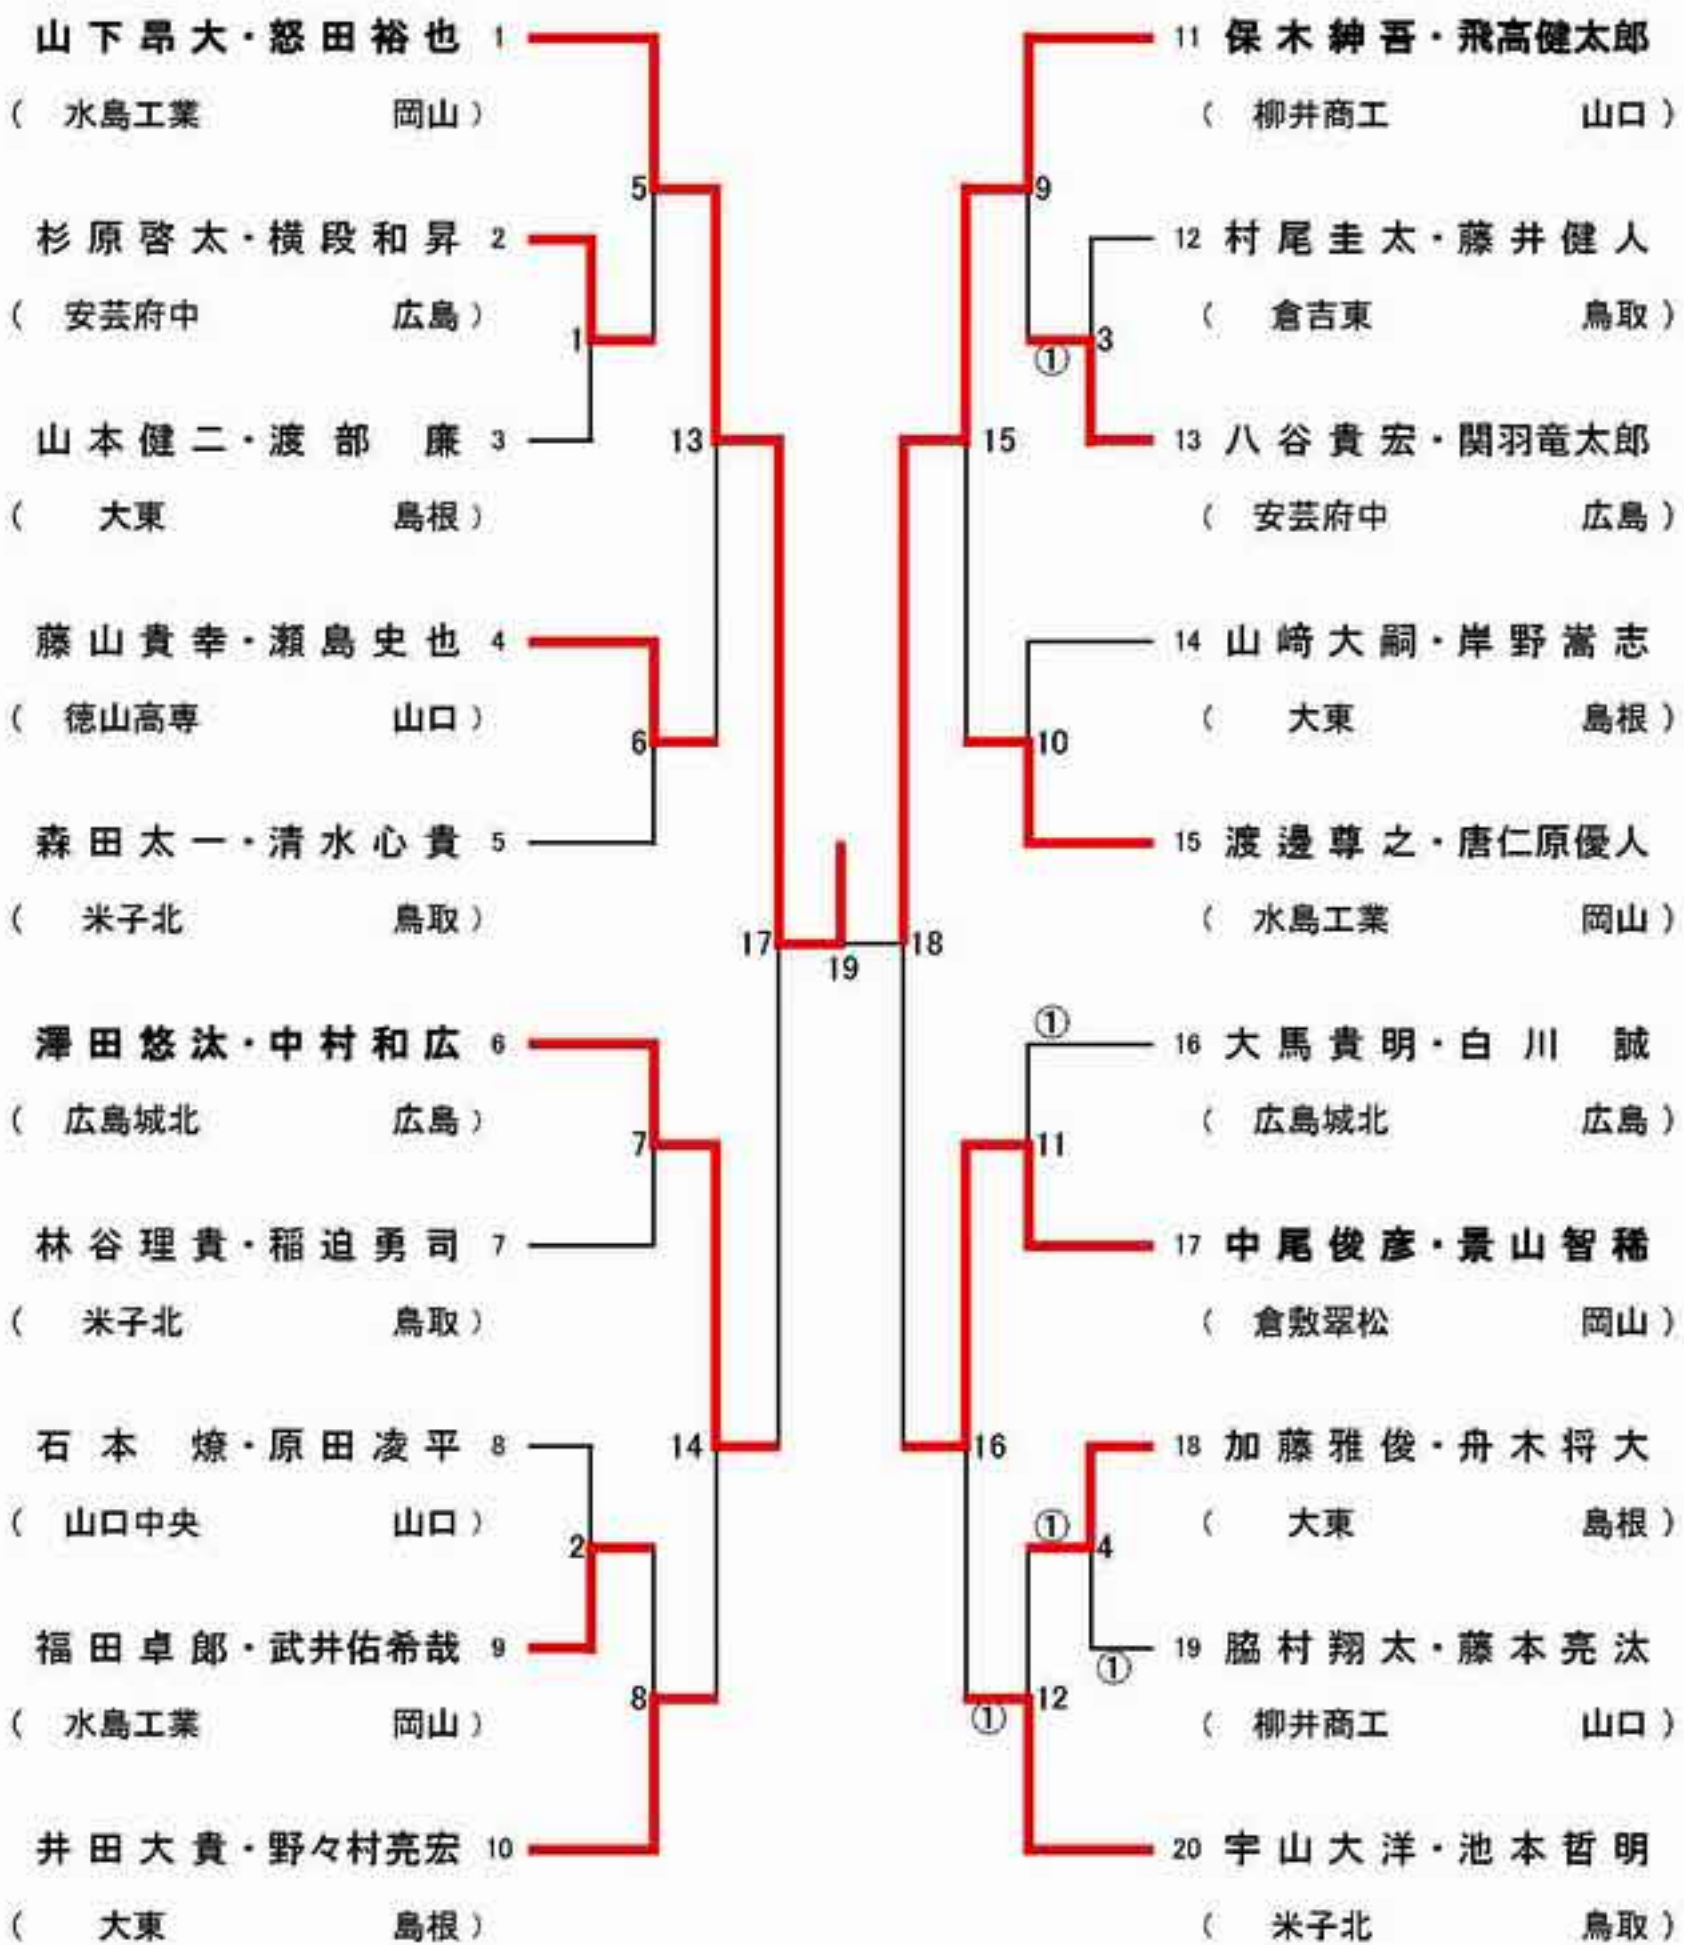 山下昂大・怒田裕也 1
( 水島工業 岡山 )
5
杉原啓太・横段和昇 2
( 安芸府中 広島 )
1
山本健二・渡部 廉 3
13
( 大東 島根 )
藤山貴幸・瀬島史也 4
( 徳山高専 山口 )
6
森田太一・清水心貴 5
( 米子北 鳥取 )
17
19
澤田悠汰・中村和広 6
( 広島城北 広島 )
7
林谷理貴・稲迫勇司 7
( 米子北 鳥取 )
石本 燎・原田凌平 8
14
( 山口中央 山口 )
2
福田卓郎・武井佑希哉 9
8
( 水島工業 岡山 )
井田大貴・野々村亮宏 10
( 大東 島根 )
11 保木紳吾・飛高健太郎
( 柳井商工 山口 )
9
12 村尾圭太・藤井健人
( 倉吉東 鳥取 )
① 3
15
13 八谷貴宏・関羽竜太郎
( 安芸府中 広島 )
14 山﨑大嗣・岸野嵩志
( 大東 島根 )
10
15 渡邊尊之・唐仁原優人
( 水島工業 岡山 )
18
①
16 大馬貴明・白川 誠
( 広島城北 広島 )
11
17 中尾俊彦・景山智稀
( 倉敷翠松 岡山 )
16
18 加藤雅俊・舟木将大
( 大東 島根 )
① 4
19 脇村翔太・藤本亮汰
①
12
①
( 柳井商工 山口 )
20 宇山大洋・池本哲明
( 米子北 鳥取 )